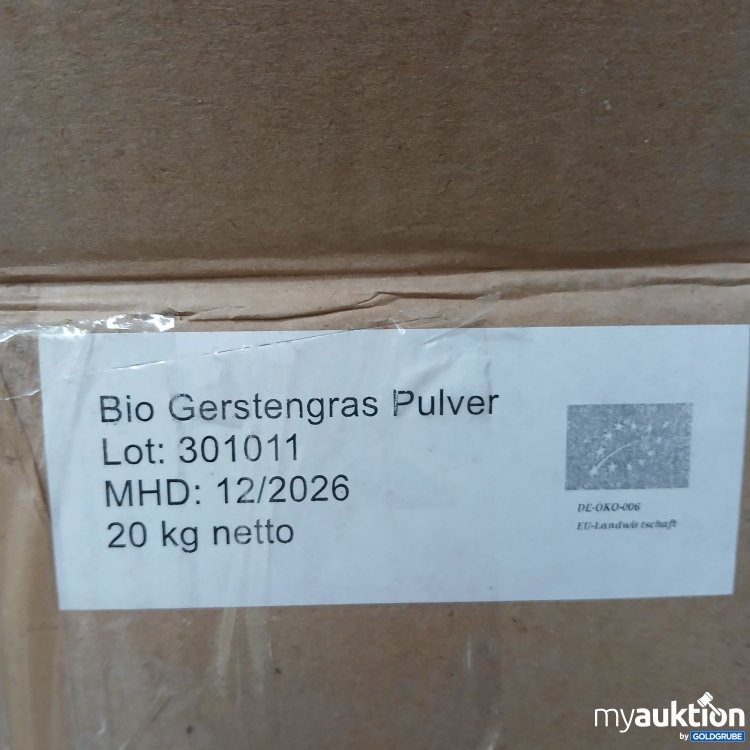 Bio Gerstengras Pulver
Lot: 301011
MHD: 12/2026
20 kg netto
DE-ÖKO-006
EU-Landwirtschaft
myauktion
by GOLDGRUBE